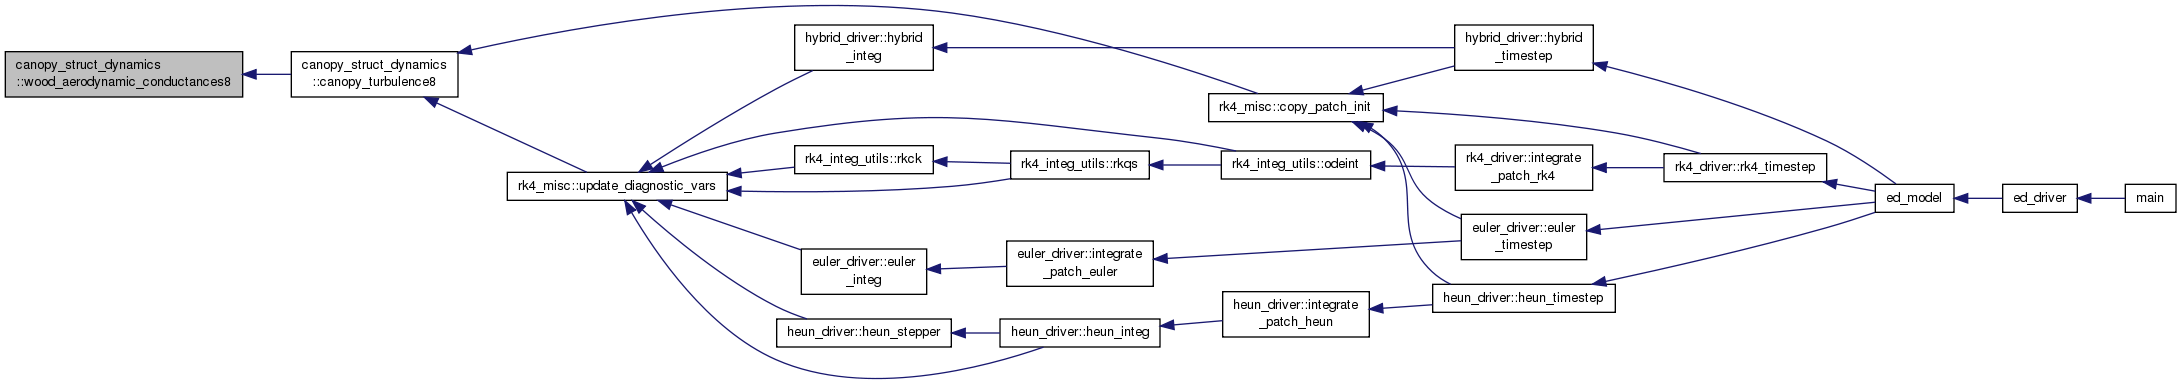 canopy_struct_dynamics
::wood_aerodynamic_conductances8
canopy_struct_dynamics
::canopy_turbulence8
rk4_misc::update_diagnostic_vars
hybrid_driver::hybrid
_integ
rk4_integ_utils::rkck
euler_driver::euler
_integ
heun_driver::heun_stepper
rk4_integ_utils::rkqs
euler_driver::integrate
_patch_euler
heun_driver::heun_integ
rk4_misc::copy_patch_init
rk4_integ_utils::odeint
heun_driver::integrate
_patch_heun
hybrid_driver::hybrid
_timestep
rk4_driver::integrate
_patch_rk4
euler_driver::euler
_timestep
heun_driver::heun_timestep
rk4_driver::rk4_timestep
ed_model
ed_driver
main